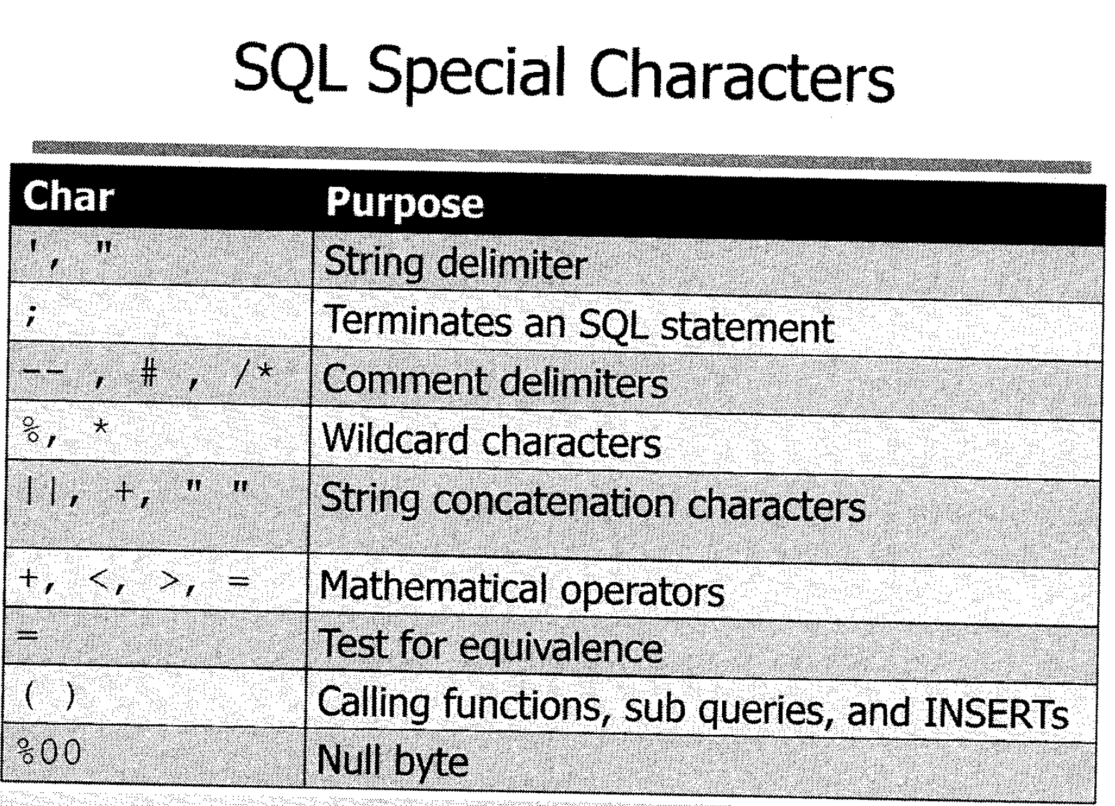 SQL Special Characters
Char Purpose
', " String delimiter
; Terminates an SQL statement
-- , # , /* Comment delimiters
%, * Wildcard characters
||, +, " " String concatenation characters
+, <, >, = Mathematical operators
= Test for equivalence
( ) Calling functions, sub queries, and INSERTs
%00 Null byte